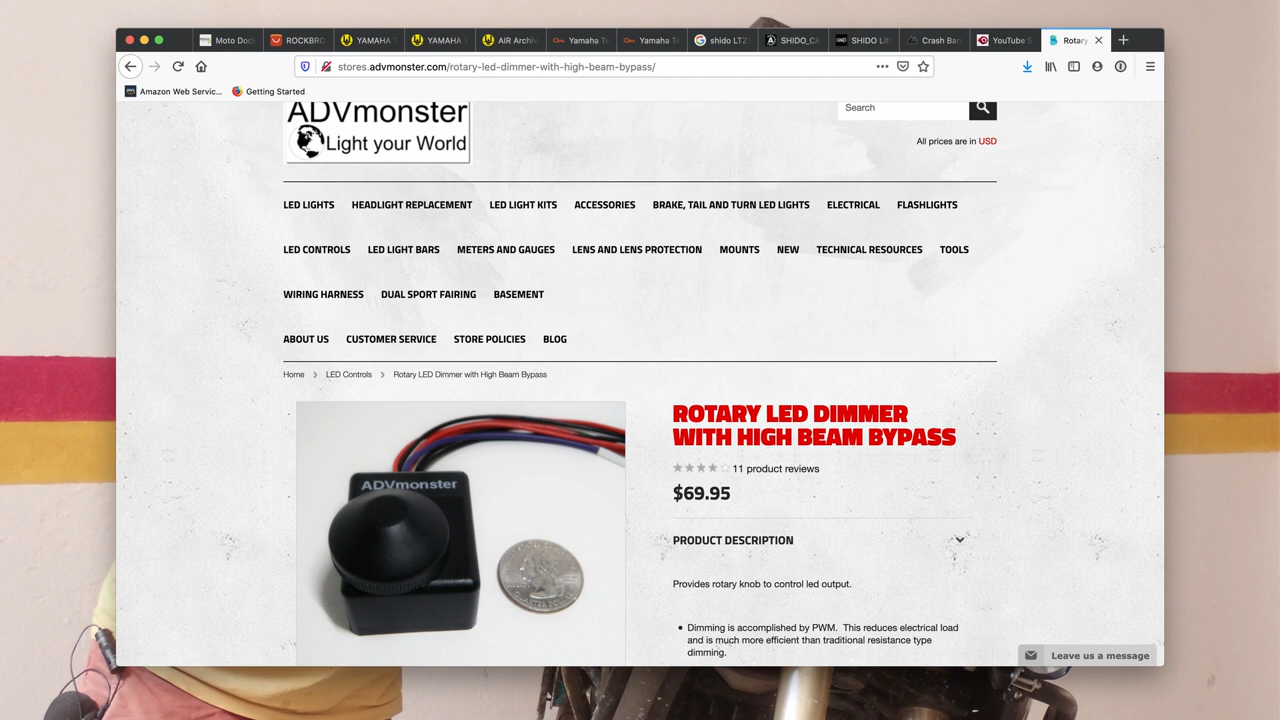 Moto Doc
ROCKBRO
YAMAHA T
YAMAHA T
AIR Archiv
Yamaha Te
Yamaha Te
shido LTZ
SHIDO_CA
SHIDO Lith
Crash Bar
YouTube S
Rotary
stores.advmonster.com/rotary-led-dimmer-with-high-beam-bypass/
Amazon Web Servic... Getting Started
ADVmonster
Light your World
Search
All prices are in USD
LED LIGHTS HEADLIGHT REPLACEMENT LED LIGHT KITS ACCESSORIES BRAKE, TAIL AND TURN LED LIGHTS ELECTRICAL FLASHLIGHTS
LED CONTROLS LED LIGHT BARS METERS AND GAUGES LENS AND LENS PROTECTION MOUNTS NEW TECHNICAL RESOURCES TOOLS
WIRING HARNESS DUAL SPORT FAIRING BASEMENT
ABOUT US CUSTOMER SERVICE STORE POLICIES BLOG
Home > LED Controls > Rotary LED Dimmer with High Beam Bypass
ADVmonster
ROTARY LED DIMMER
WITH HIGH BEAM BYPASS
11 product reviews
$69.95
PRODUCT DESCRIPTION
Provides rotary knob to control led output.
• Dimming is accomplished by PWM. This reduces electrical load
and is much more efficient than traditional resistance type
dimming.
Leave us a message